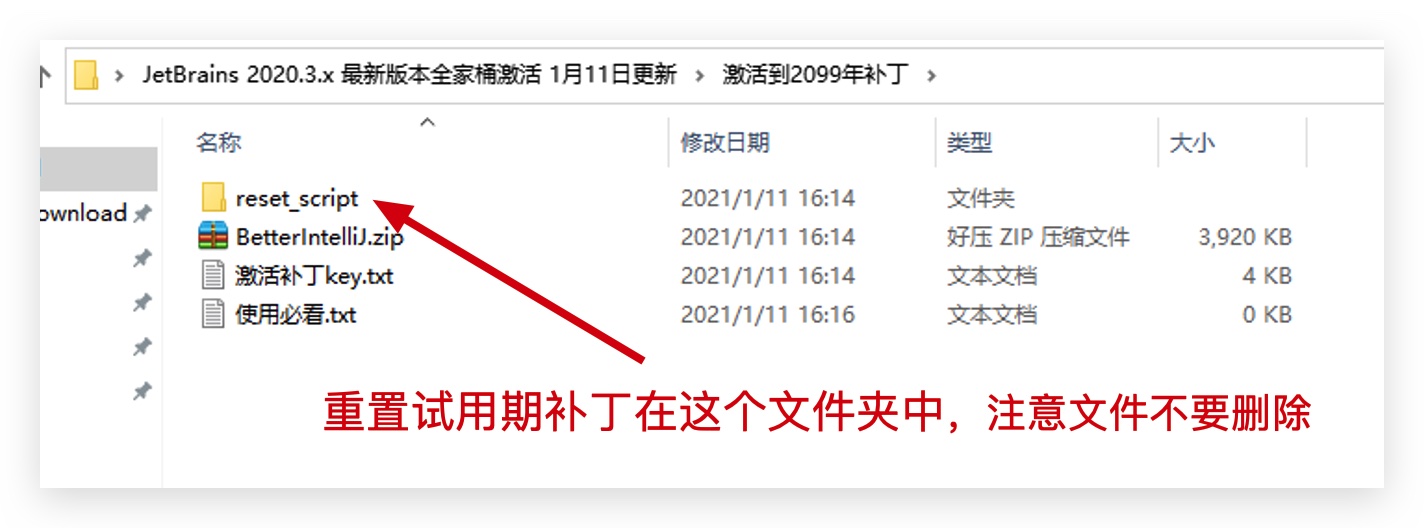 JetBrains 2020.3.x 最新版本全家桶激活 1月11日更新 › 激活到2099年补丁 ›
名称 修改日期 类型 大小
reset_script 2021/1/11 16:14 文件夹
ownload
BetterIntelliJ.zip 2021/1/11 16:14 好压 ZIP 压缩文件 3,920 KB
激活补丁key.txt 2021/1/11 16:14 文本文档 4 KB
使用必看.txt 2021/1/11 16:16 文本文档 0 KB
重置试用期补丁在这个文件夹中，注意文件不要删除